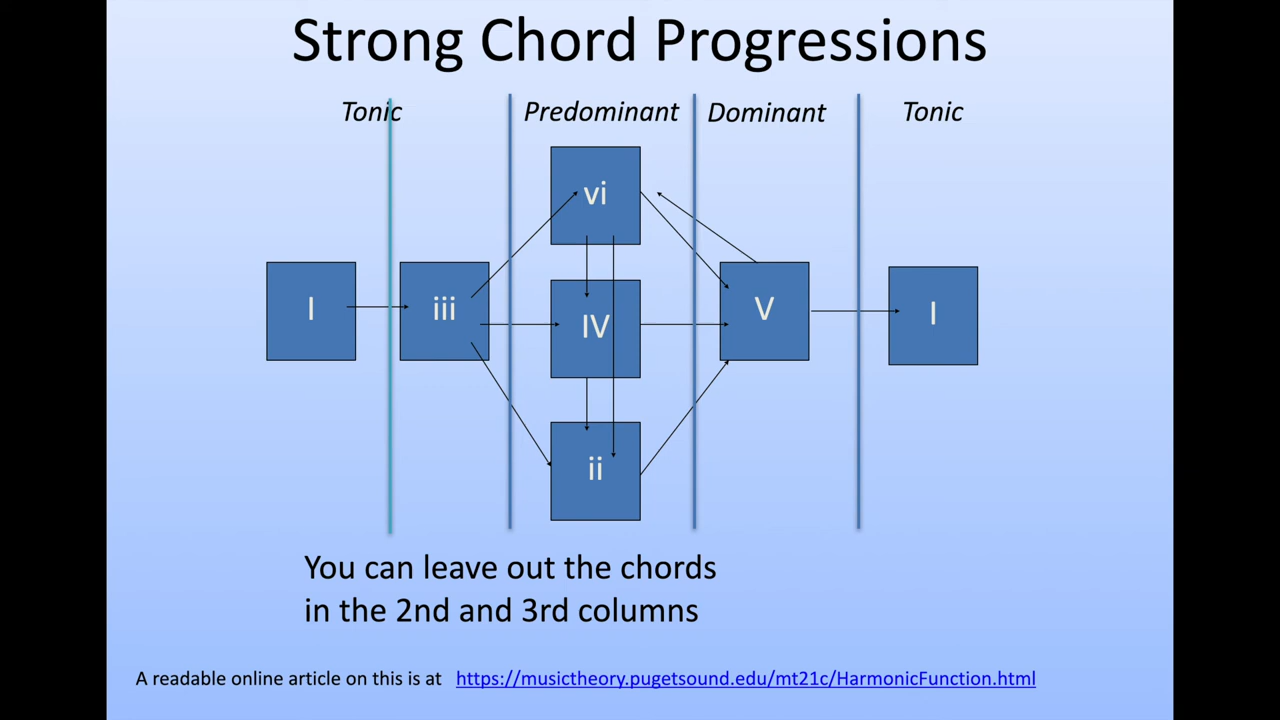 Strong Chord Progressions
Tonic Predominant Dominant Tonic
vi
I iii IV V I
ii
You can leave out the chords
in the 2nd and 3rd columns
A readable online article on this is at https://musictheory.pugetsound.edu/mt21c/HarmonicFunction.html